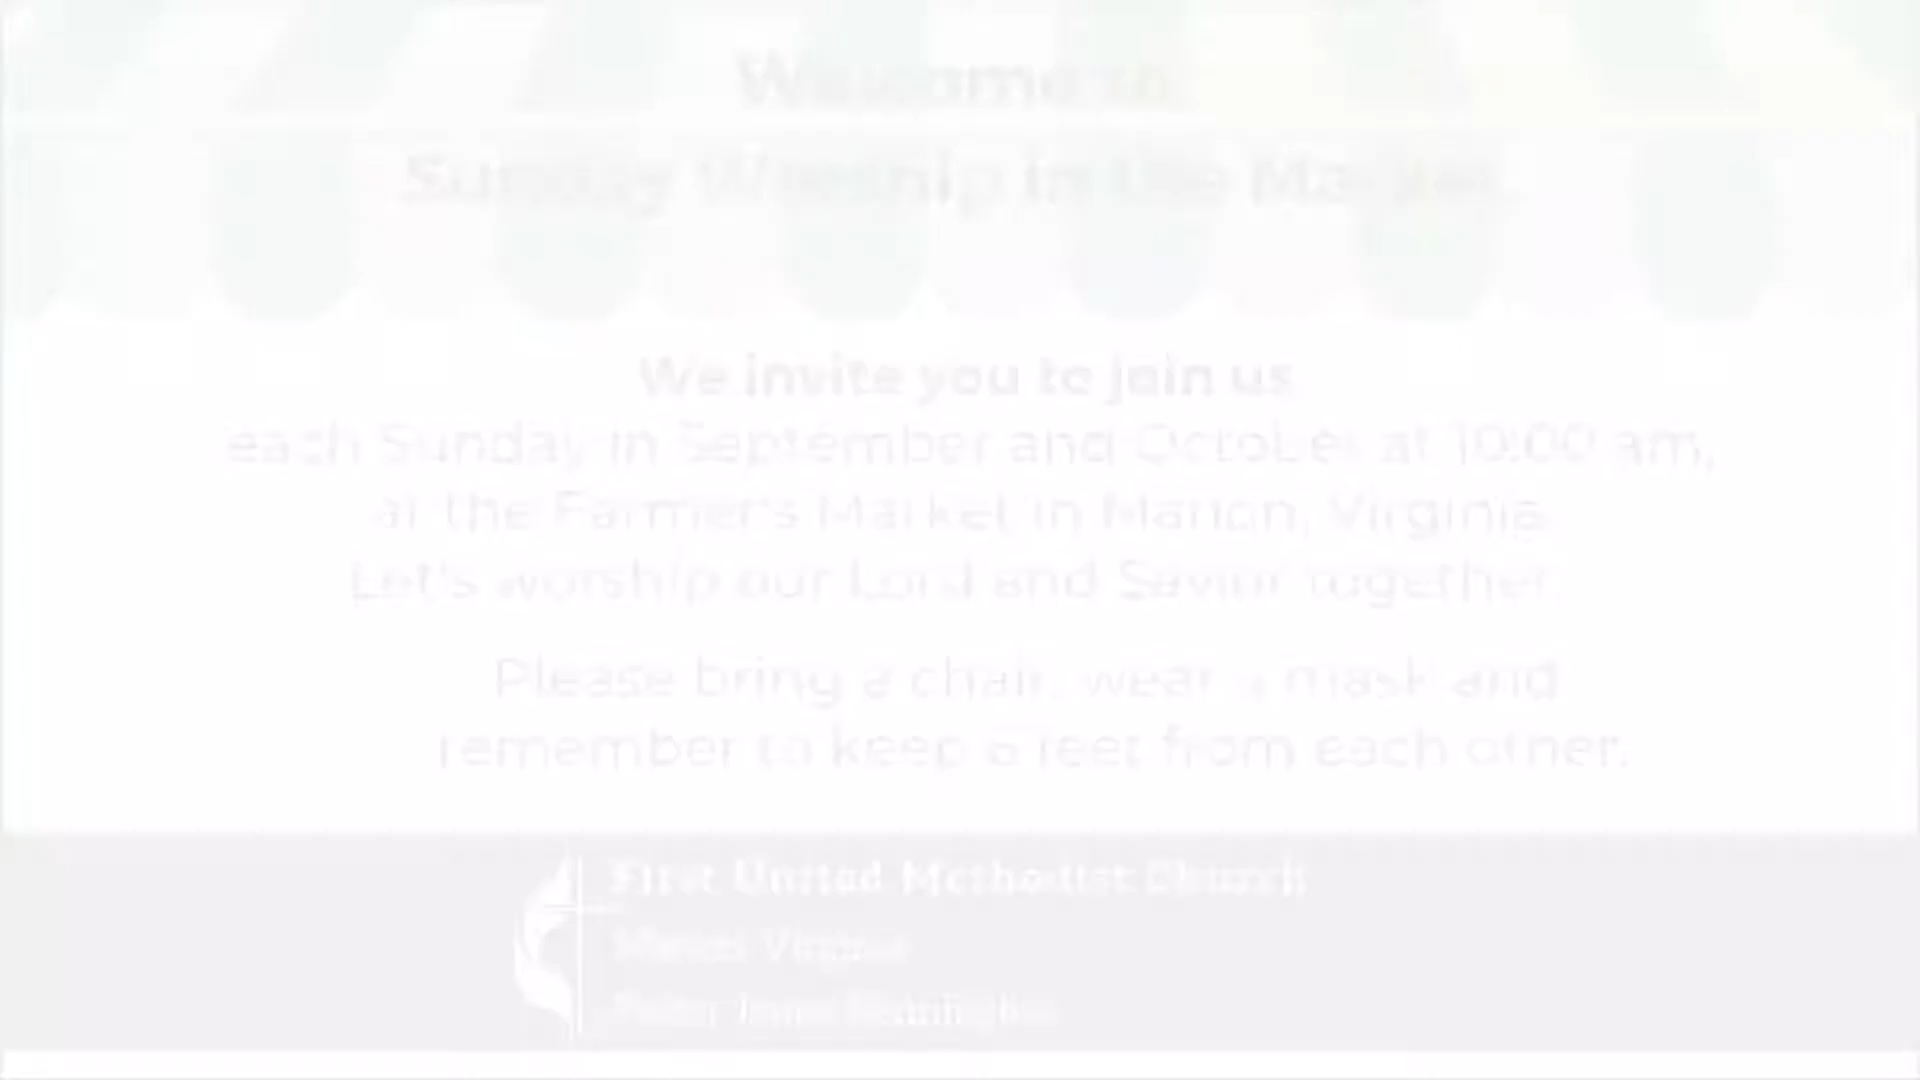 Welcome to
Sunday Worship in the Market
We invite you to join us
each Sunday in September and October at 10:00 am,
at the Farmer's Market in Marion, Virginia.
Let's worship our Lord and Savior together.
Please bring a chair, wear a mask and
remember to keep 6 feet from each other.
First United Methodist Church
Marion Virginia
Pastor